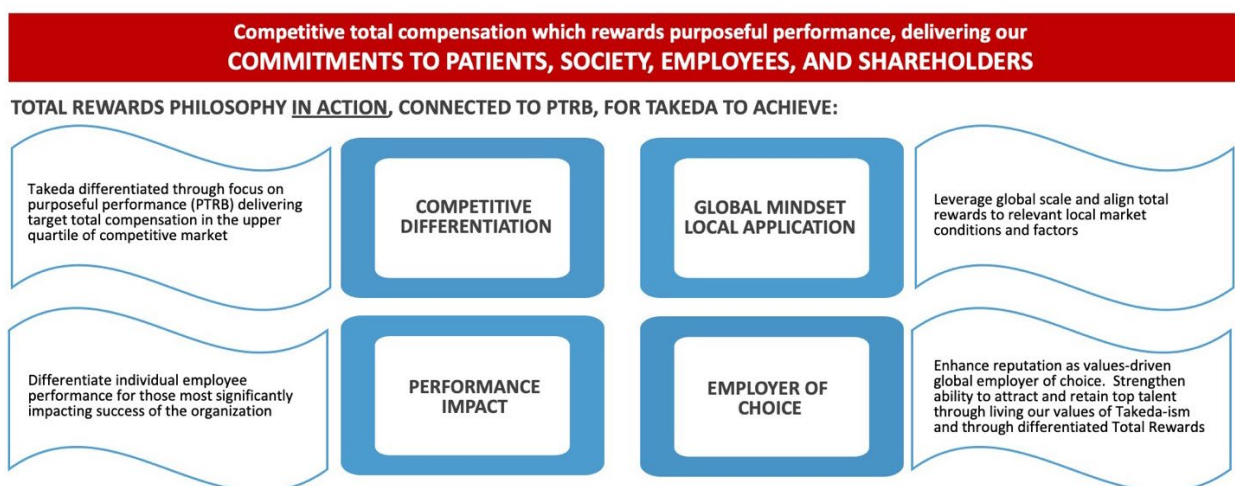 Competitive total compensation which rewards purposeful performance, delivering our
COMMITMENTS TO PATIENTS, SOCIETY, EMPLOYEES, AND SHAREHOLDERS
TOTAL REWARDS PHILOSOPHY IN ACTION, CONNECTED TO PTRB, FOR TAKEDA TO ACHIEVE:
Takeda differentiated through focus on
purposeful performance (PTRB) delivering
target total compensation in the upper
quartile of competitive market
COMPETITIVE
DIFFERENTIATION
GLOBAL MINDSET
LOCAL APPLICATION
Leverage global scale and align total
rewards to relevant local market
conditions and factors
Differentiate individual employee
performance for those most significantly
impacting success of the organization
PERFORMANCE
IMPACT
EMPLOYER OF
CHOICE
Enhance reputation as values-driven
global employer of choice.  Strengthen
ability to attract and retain top talent
through living our values of Takeda-ism
and through differentiated Total Rewards